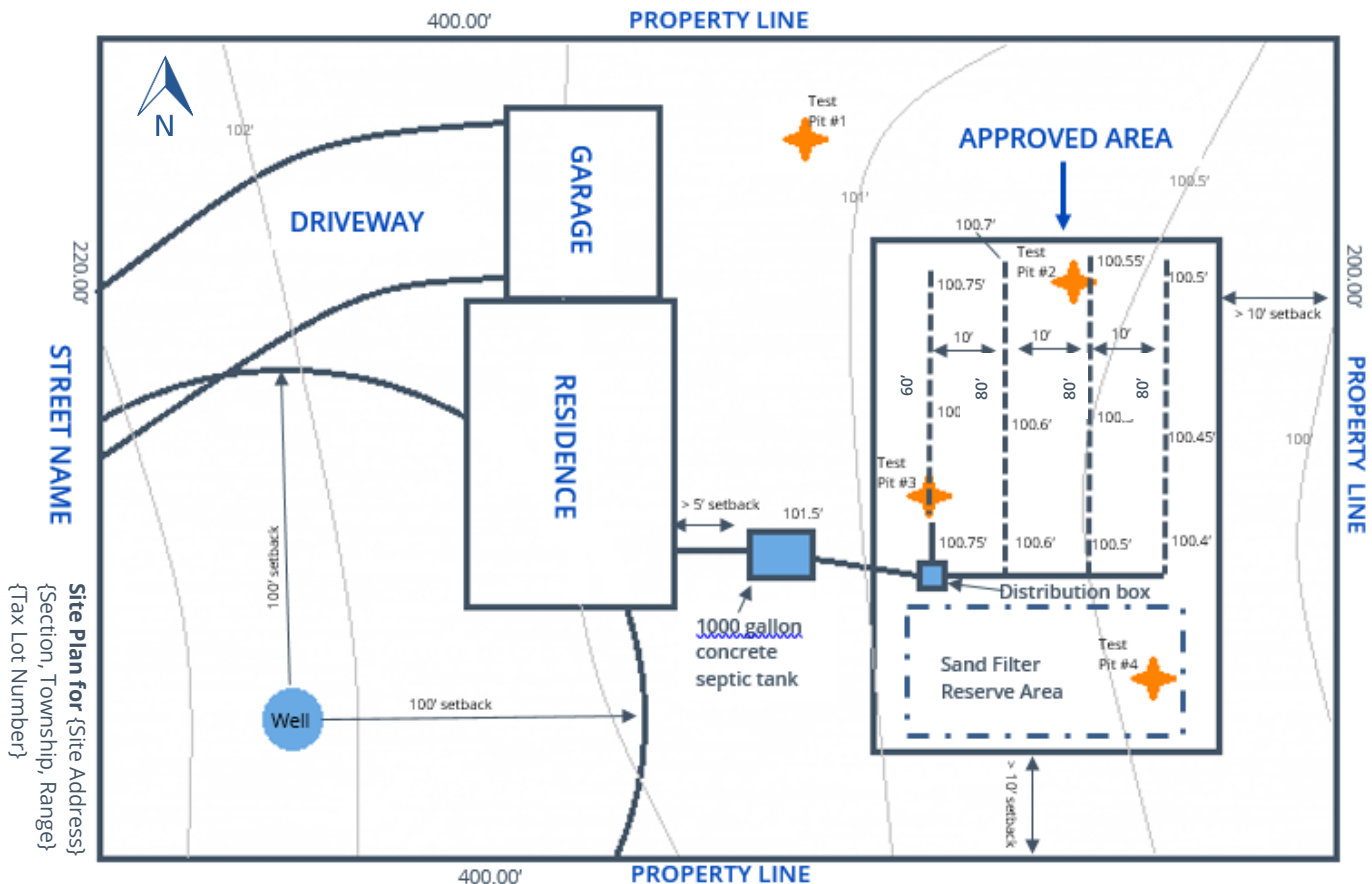 400.00′
PROPERTY LINE
N
102′
Test
Pit #1
APPROVED AREA
GARAGE
DRIVEWAY
101′
100.5′
100.7′
Test
Pit #2
100.55′
100.5′
100.75′
220.00′
200.00′
> 10′ setback
10′
10′
10′
60′
80′
80′
80′
STREET NAME
RESIDENCE
PROPERTY LINE
100.6′
100.45′
100′
Test
Pit #3
> 5′ setback
101.5′
100.75′
100.6′
100.5′
100.4′
100′ setback
Distribution box
1000 gallon
concrete
septic tank
Sand Filter
Reserve Area
Test
Pit #4
Well
100′ setback
> 10′ setback
Site Plan for {Site Address}
{Section, Township, Range}
{Tax Lot Number}
400.00′
PROPERTY LINE